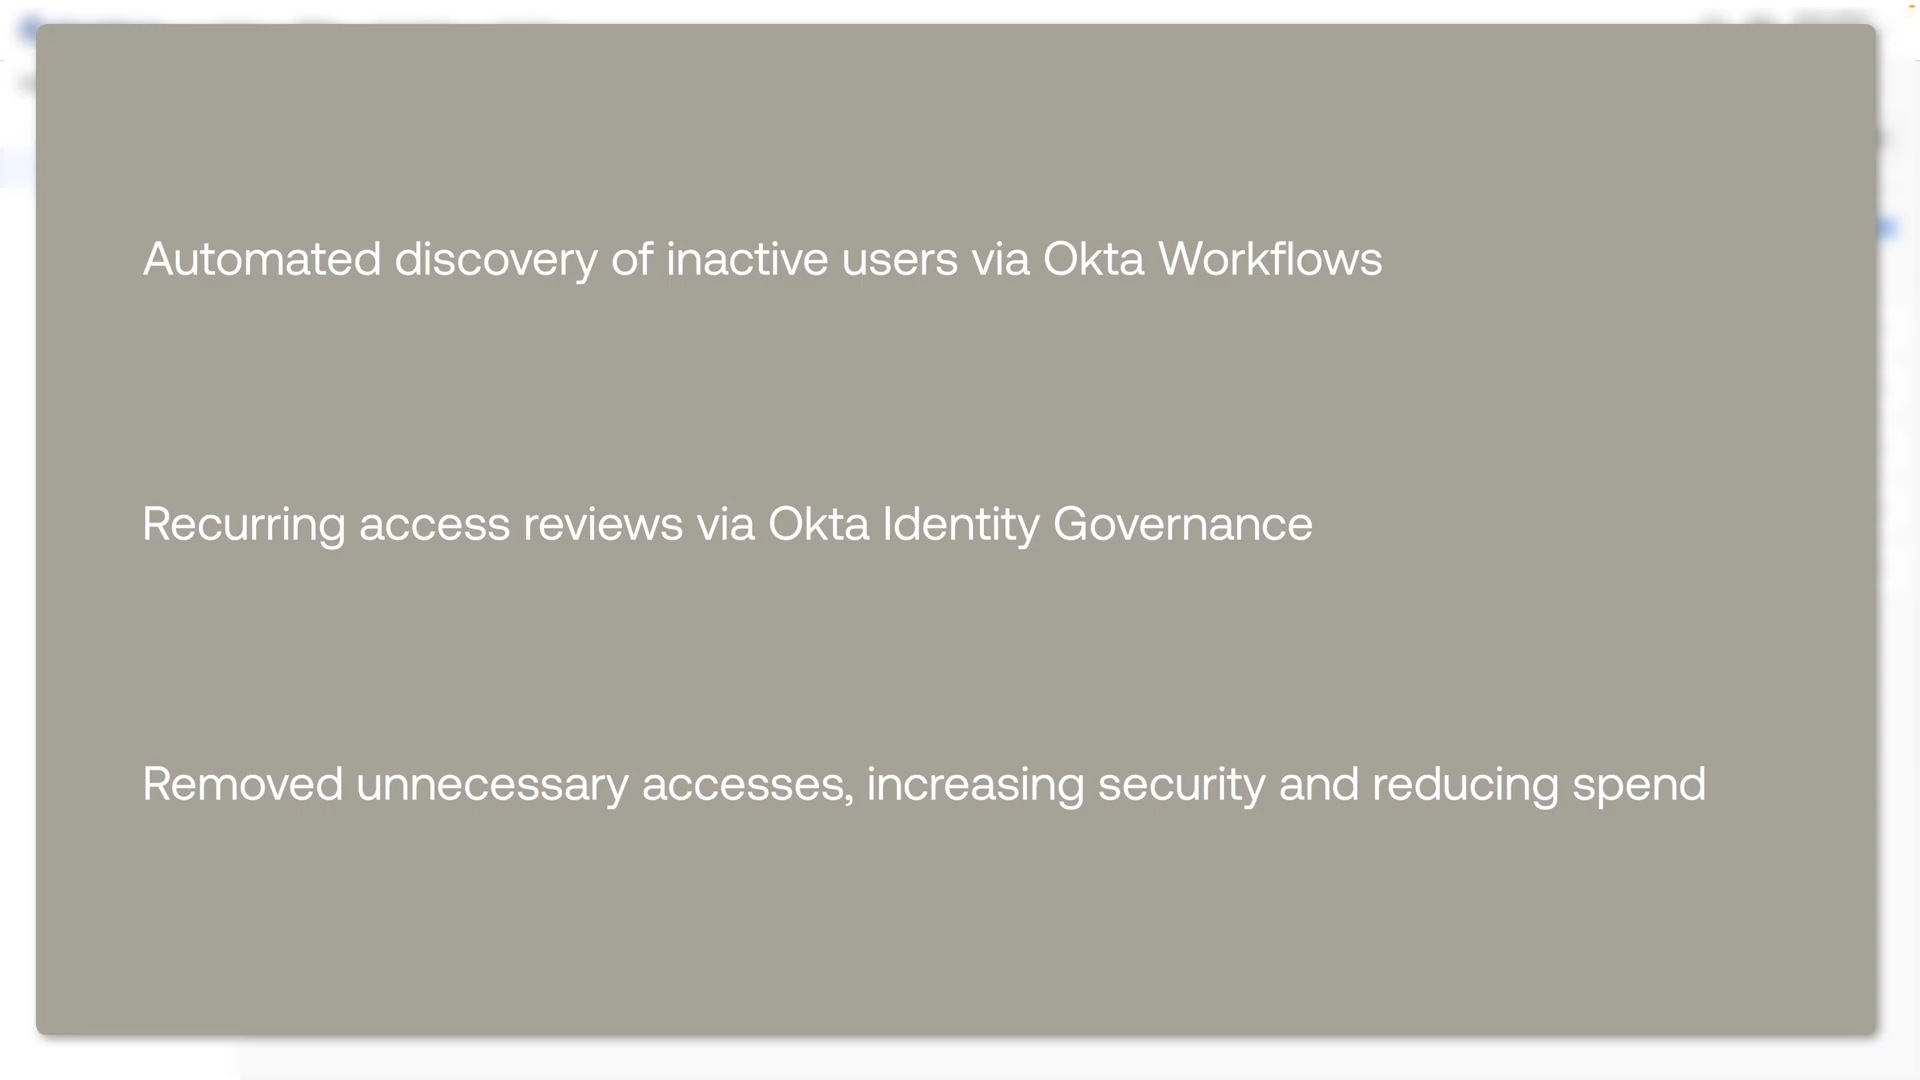 Automated discovery of inactive users via Okta Workflows
Recurring access reviews via Okta Identity Governance
Removed unnecessary accesses, increasing security and reducing spend